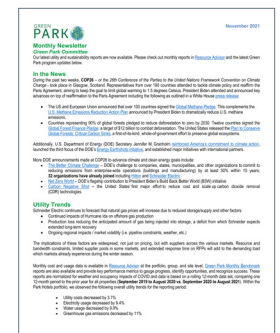 GREEN
PARK
November 2021
Monthly Newsletter
Green Park Committee
Our latest utility and sustainability reports are now available. Please check out monthly reports in Resource Advisor and the latest Green
Park program updates below.
In the News
During the past two weeks, COP26 – or the 26th Conference of the Parties to the United Nations Framework Convention on Climate
Change - took place in Glasgow, Scotland. Representatives from over 190 countries attended to tackle climate policy and reaffirm the
Paris Agreement, aiming to keep the goal to limit global warming to 1.5 degrees Celsius. President Biden attended and announced key
advances on top of reaffirmation to the Paris Agreement including the following as outlined in a White House press release:
• The US and European Union announced that over 100 countries signed the Global Methane Pledge. This complements the
U.S. Methane Emissions Reduction Action Plan announced by President Biden to dramatically reduce U.S. methane
emissions.
• Countries representing 90% of global forests pledged to reduce deforestation to zero by 2030. Twelve countries signed the
Global Forest Finance Pledge: a target of $12 billion to combat deforestation. The United States released the Plan to Conserve
Global Forests: Critical Carbon Sinks, a first-of-its-kind, whole-of-government effort to preserve global ecosystems.
Additionally, U.S. Department of Energy (DOE) Secretary Jennifer M. Granholm reinforced America's commitment to climate action,
launched the third focus of the DOE's Energy Earthshots initiative, and established major initiatives with international partners.
More DOE announcements made at COP26 to advance climate and clean energy goals include:
• The Better Climate Challenge – DOE's challenge to companies, states, municipalities, and other organizations to commit to
reducing emissions from enterprise-wide operations (buildings and manufacturing) by at least 50% within 10 years;
32 organizations have already joined including Hilton and Schneider Electric
• Net Zero World – DOE's flagship contribution to President Biden's Build Back Better World (B3W) initiative
• Carbon Negative Shot – the United States' first major effort to reduce cost and scale-up carbon dioxide removal
(CDR) technologies
Utility Trends
Schneider Electric continues to forecast that natural gas prices will increase due to reduced storage/supply and other factors:
• Continued impacts of Hurricane Ida on offshore gas production
• Production loss reducing the anticipated amount of gas being injected into storage, a deficit from which Schneider expects
extended long-term recovery
• Ongoing regional impacts / market volatility (i.e. pipeline constraints, weather, etc.)
The implications of these factors are widespread, not just on pricing, but with suppliers across the various markets. Resource and
bandwidth constraints, limited supplier pools in some markets, and extended response time on RFPs will add to the demanding load
which markets already experience during the winter season.
Monthly cost and usage data is available in Resource Advisor at the portfolio, group, and site level. Green Park Monthly Benchmark
reports are also available and provide key performance metrics to gauge progress, identify opportunities, and recognize success. These
reports are normalized for weather and occupancy impacts of COVID and data is based on a rolling 12-month data set, comparing one
12-month period to the prior year for all properties (September 2019 to August 2020 vs. September 2020 to August 2021). Within the
Park Hotels portfolio, we observed the following overall utility trends for the reporting period:
• Utility costs decreased by 3.7%
• Electricity usage decreased by 9.4%
• Water usage decreased by 9.9%
• Greenhouse gas emissions decreased by 11%